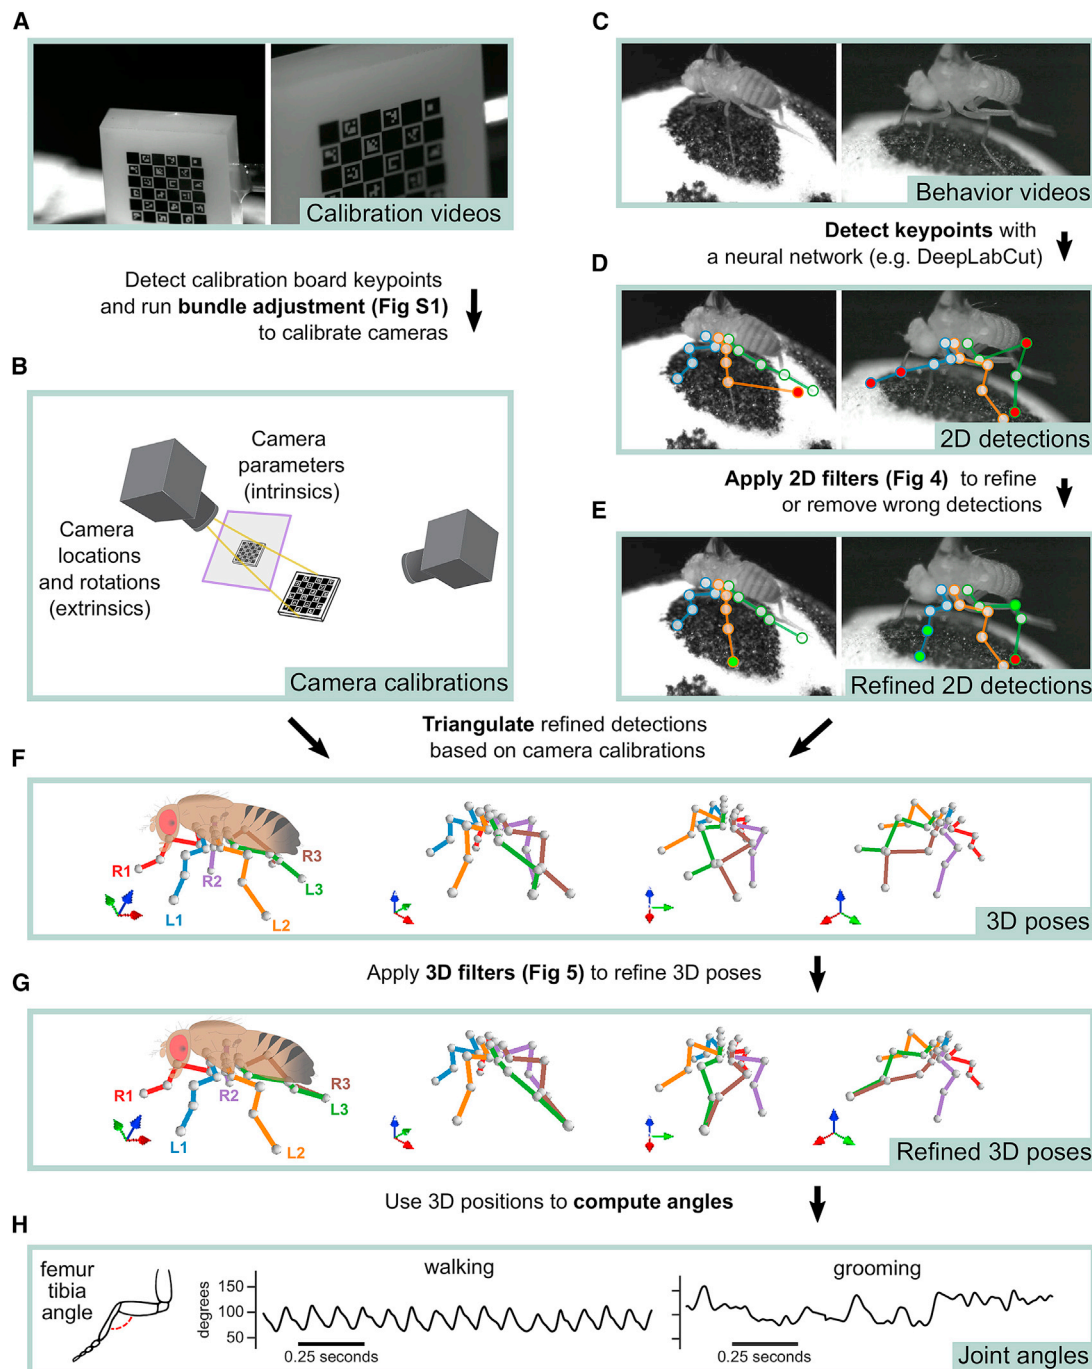 A
Calibration videos
Detect calibration board keypoints
and run bundle adjustment (Fig S1)
to calibrate cameras
B
Camera
parameters
(intrinsics)
Camera
locations
and rotations
(extrinsics)
Camera calibrations
C
Behavior videos
Detect keypoints with
a neural network (e.g. DeepLabCut)
D
2D detections
Apply 2D filters (Fig 4) to refine
or remove wrong detections
E
Refined 2D detections
Triangulate refined detections
based on camera calibrations
F
R1
L1
R2
L2
R3
L3
3D poses
Apply 3D filters (Fig 5) to refine 3D poses
G
R1
L1
R2
L2
R3
L3
Refined 3D poses
Use 3D positions to compute angles
H
femur
tibia
angle
degrees
150
100
50
walking
0.25 seconds
grooming
0.25 seconds
Joint angles